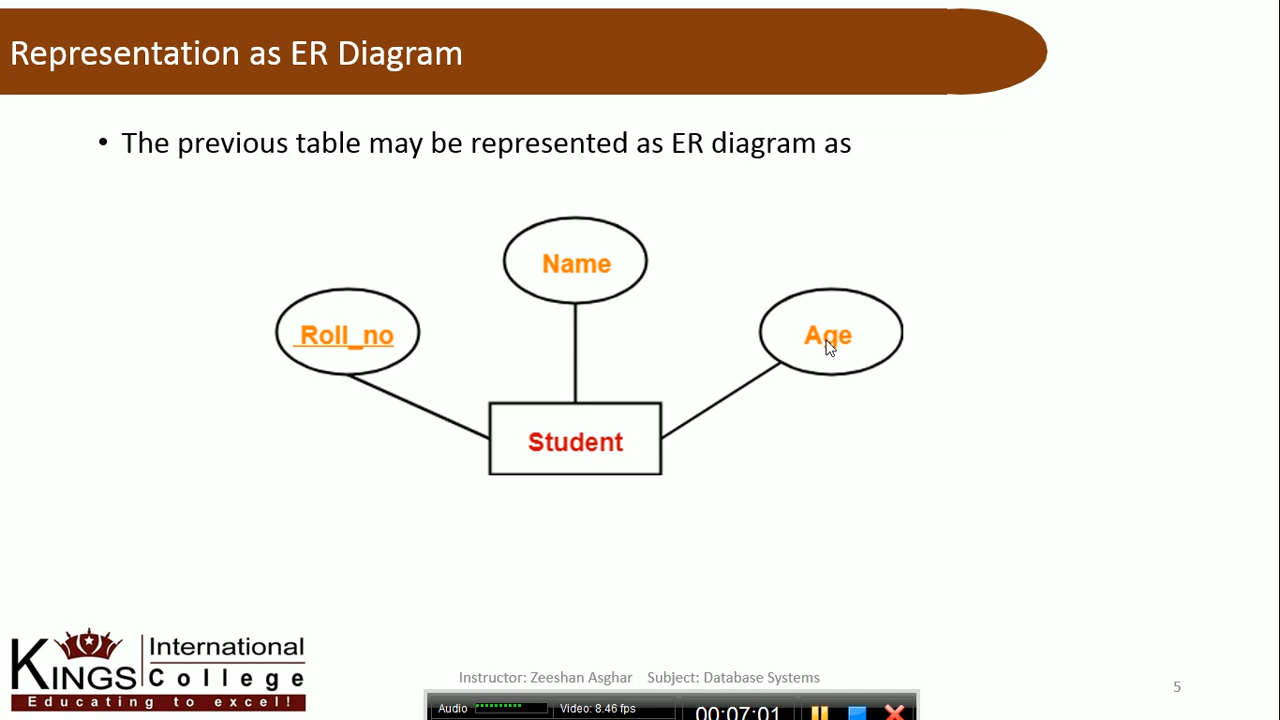 Representation as ER Diagram
• The previous table may be represented as ER diagram as
Name
Roll_no
Age
Student
KINGS International College
Educating to excel!
Instructor: Zeeshan Asghar Subject: Database Systems
5
Audio
Video: 8.46 fps
00:07:01